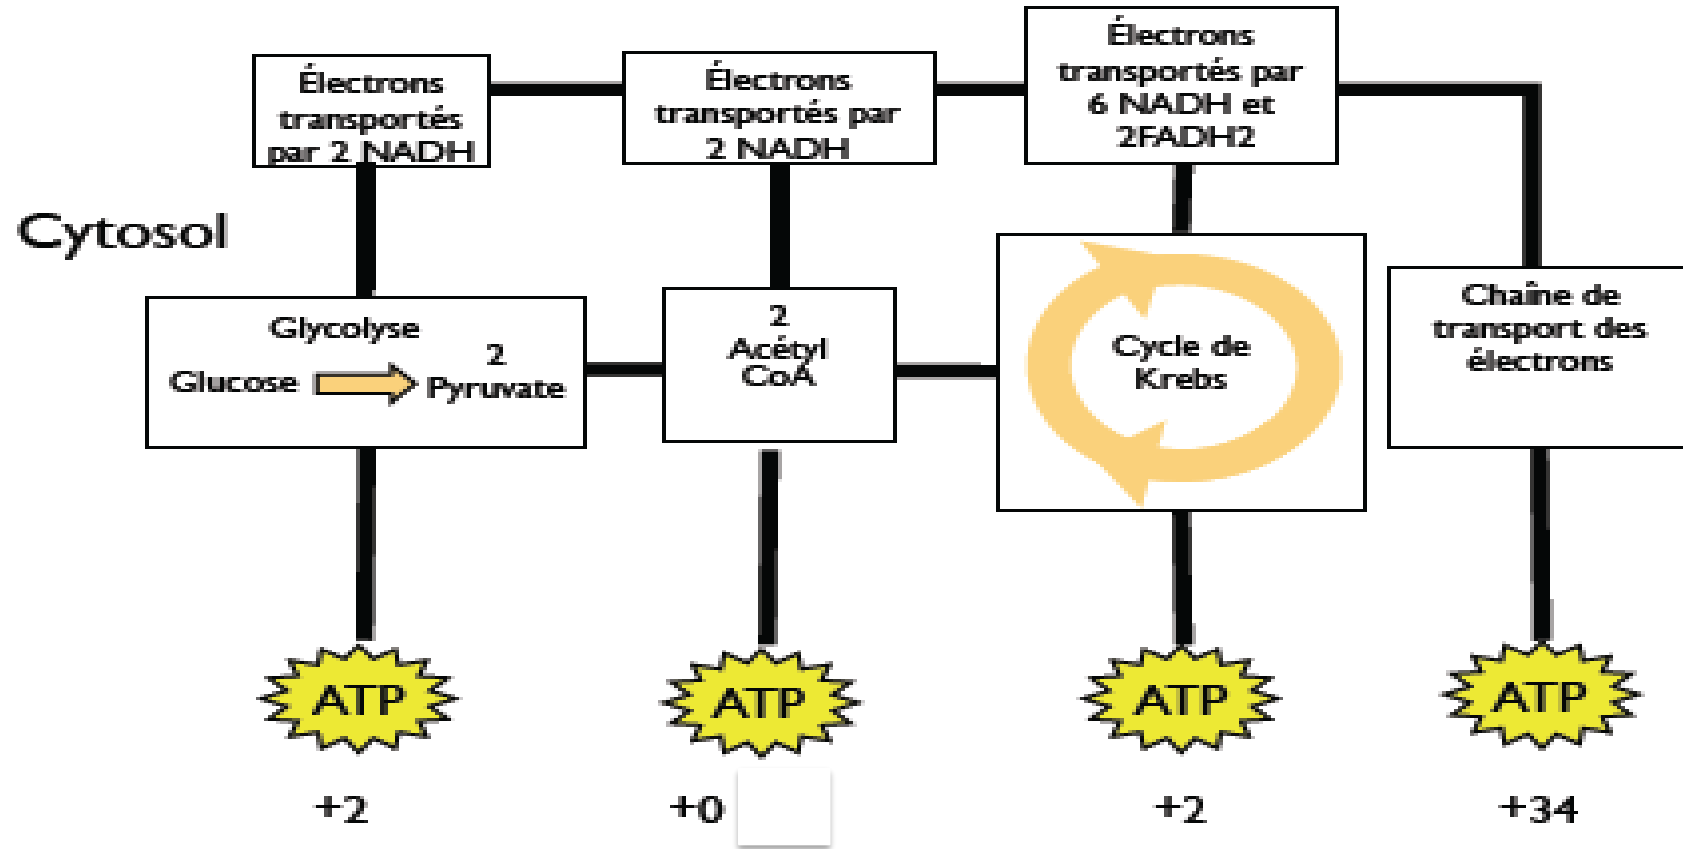 Électrons
transportés
par 2 NADH
Électrons
transportés par
2 NADH
Électrons
transportés par
6 NADH et
2FADH2
Cytosol
Glycolyse
Glucose
2
Pyruvate
2
Acétyl
CoA
Cycle de
Krebs
Chaîne de
transport des
électrons
ATP
ATP
ATP
ATP
+2
+0
+2
+34